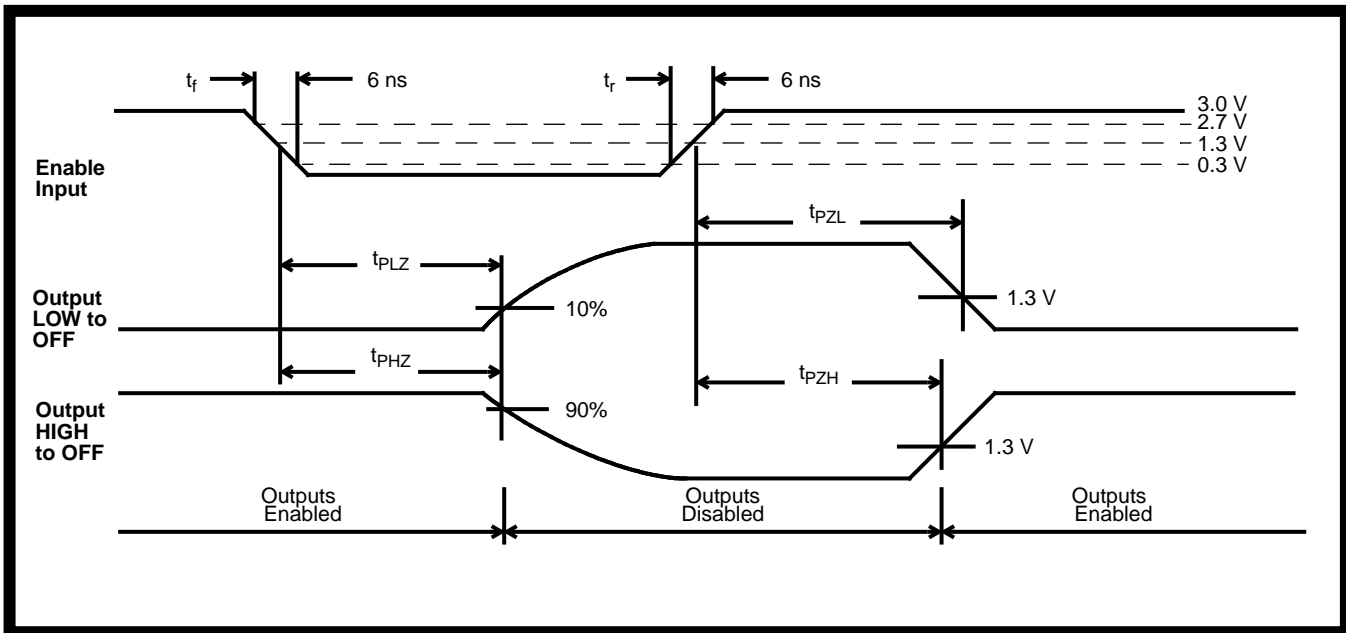 tf
6 ns
tr
6 ns
3.0 V
2.7 V
1.3 V
0.3 V
Enable
Input
tPZL
tPLZ
Output
LOW to
OFF
10%
1.3 V
tPHZ
tPZH
Output
HIGH
to OFF
90%
1.3 V
Outputs
Enabled
Outputs
Disabled
Outputs
Enabled